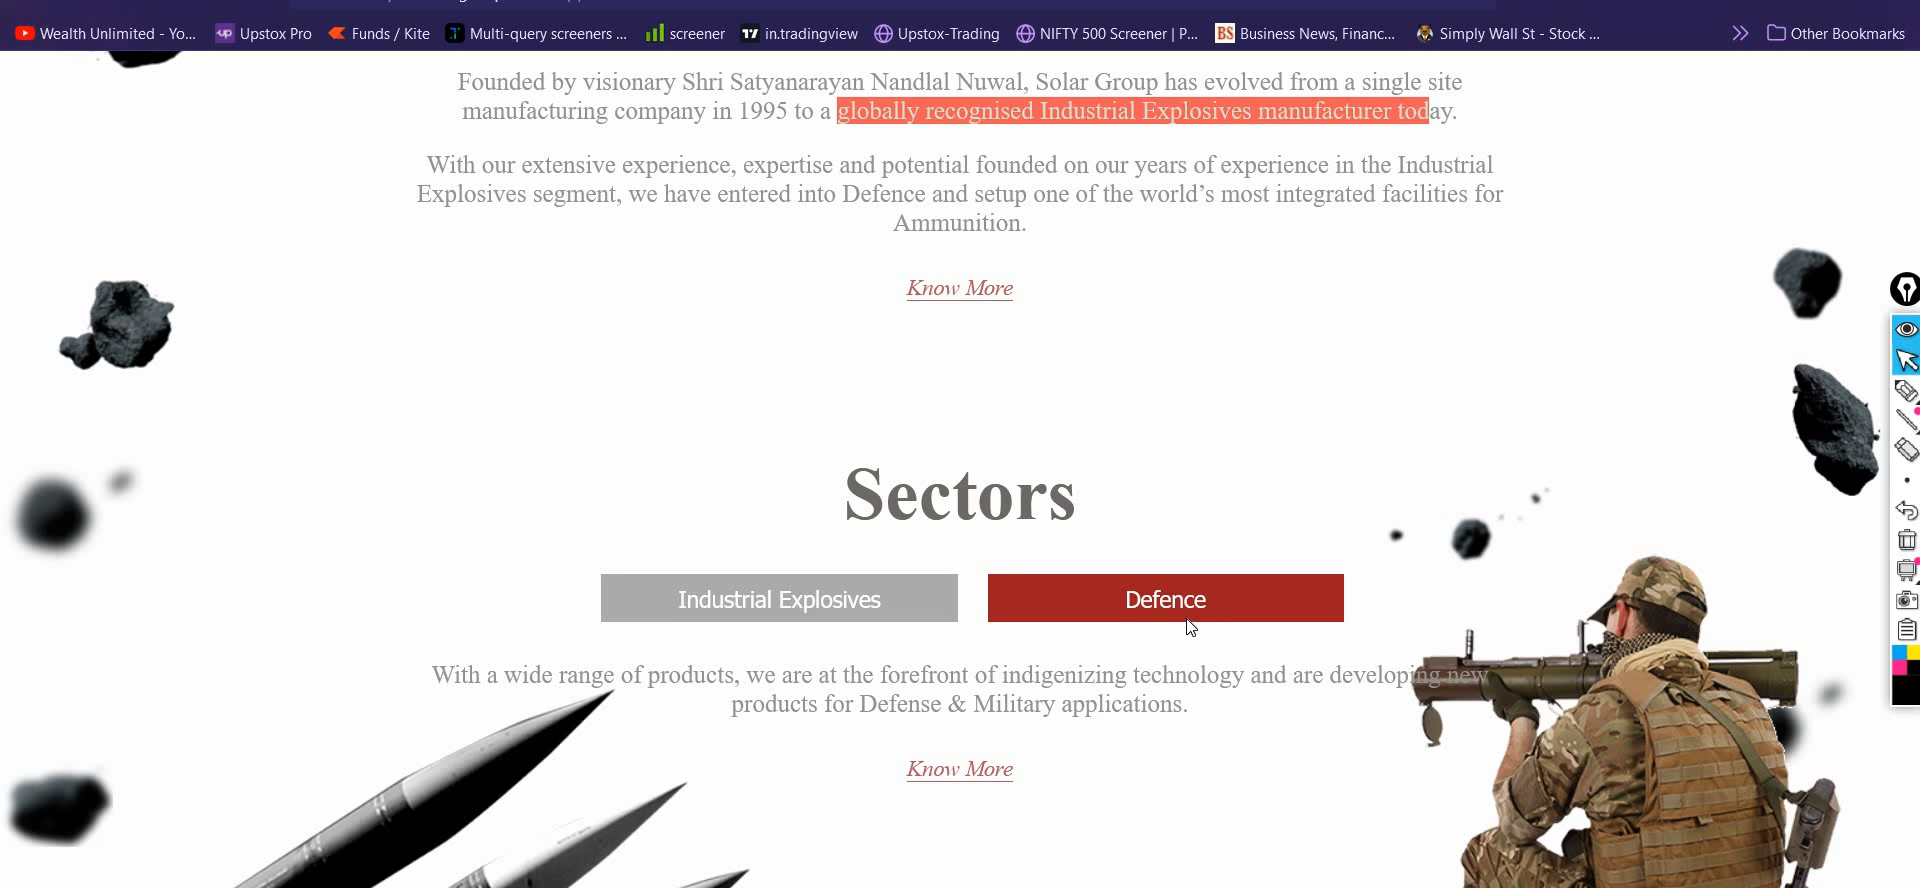 Wealth Unlimited - Yo...
Upstox Pro
Funds / Kite
Multi-query screeners ...
screener
in.tradingview
Upstox-Trading
NIFTY 500 Screener | P...
Business News, Financ...
Simply Wall St - Stock ...
Other Bookmarks
Founded by visionary Shri Satyanarayan Nandlal Nuwal, Solar Group has evolved from a single site
manufacturing company in 1995 to a globally recognised Industrial Explosives manufacturer today.
With our extensive experience, expertise and potential founded on our years of experience in the Industrial
Explosives segment, we have entered into Defence and setup one of the world’s most integrated facilities for
Ammunition.
Know More
Sectors
Industrial Explosives
Defence
With a wide range of products, we are at the forefront of indigenizing technology and are developing new
products for Defense & Military applications.
Know More